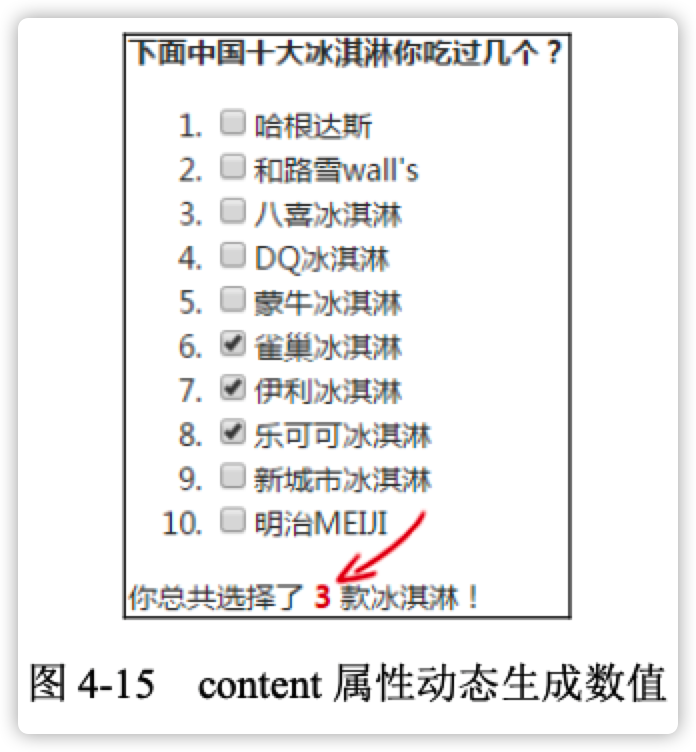 下面中国十大冰淇淋你吃过几个？
1. 哈根达斯
2. 和路雪wall's
3. 八喜冰淇淋
4. DQ冰淇淋
5. 蒙牛冰淇淋
6. 雀巢冰淇淋
7. 伊利冰淇淋
8. 乐可可冰淇淋
9. 新城市冰淇淋
10. 明治MEIJI
你总共选择了 3 款冰淇淋！
图 4-15 content 属性动态生成数值